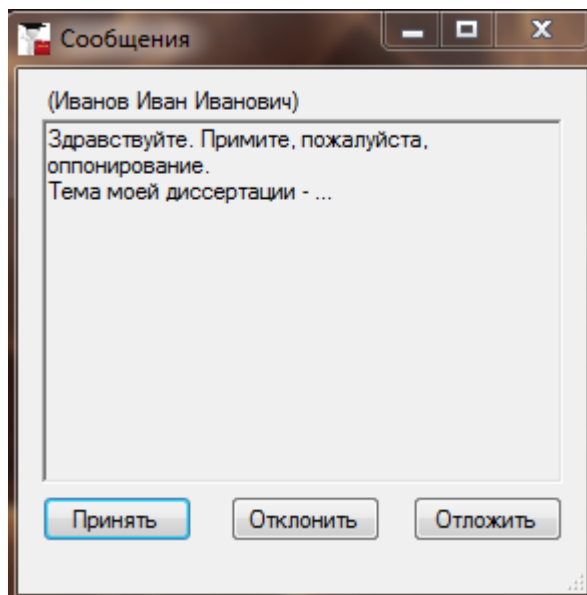 Сообщения
(Иванов Иван Иванович)
Здравствуйте. Примите, пожалуйста,
оппонирование.
Тема моей диссертации - ...
Принять Отклонить Отложить